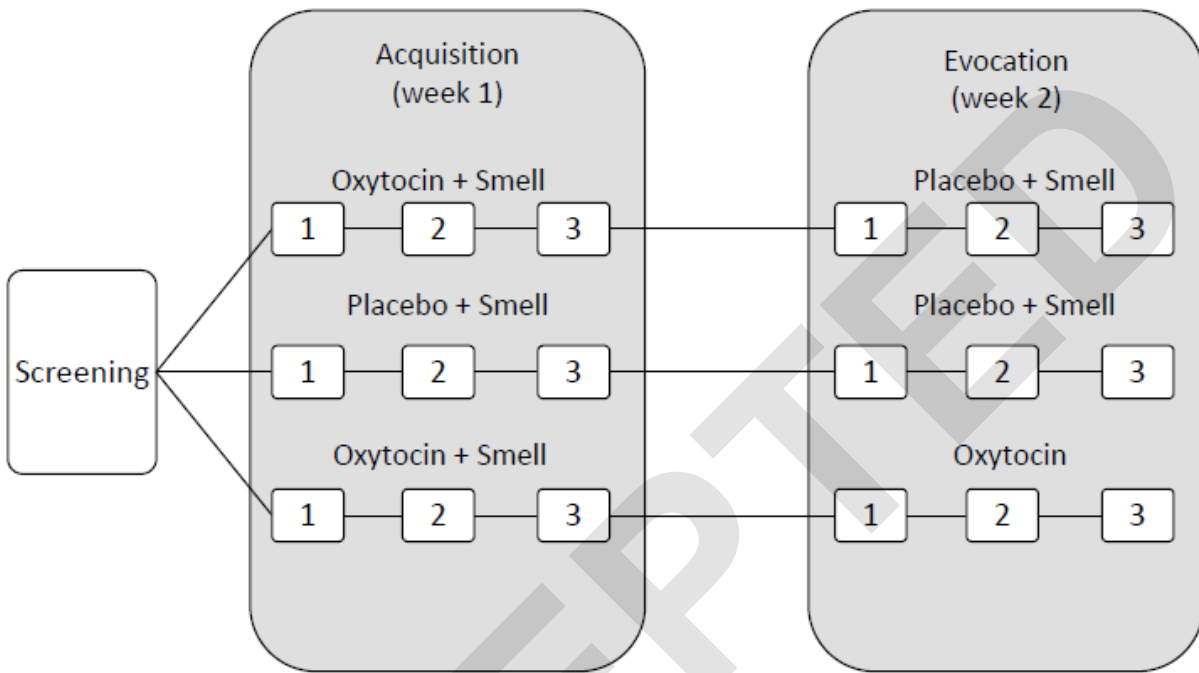 Acquisition
(week 1)
Evocation
(week 2)
Oxytocin + Smell
Placebo + Smell
1 2 3
1 2 3
Placebo + Smell
Placebo + Smell
Screening
1 2 3
1 2 3
Oxytocin + Smell
Oxytocin
1 2 3
1 2 3
EPTED